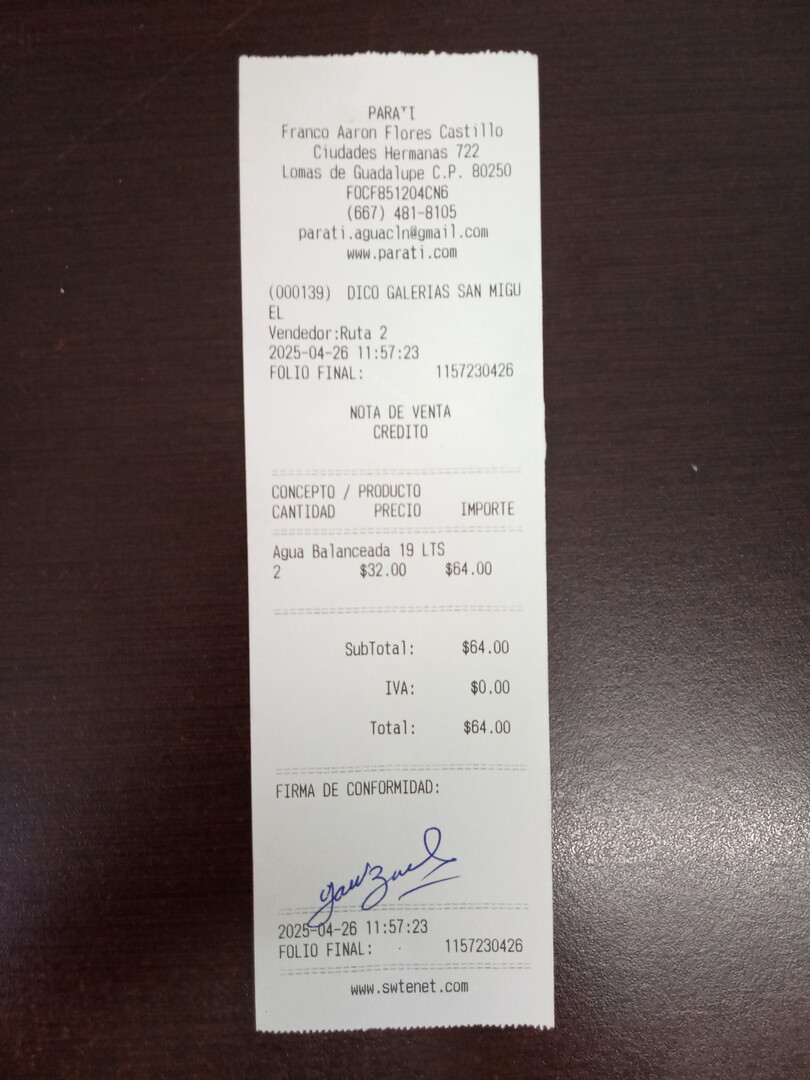 PARA'I
Franco Aaron Flores Castillo
Ciudades Hermanas 722
Lomas de Guadalupe C.P. 80250
FOCF851204CN6
(667) 481-8105
parati.aguacln@gmail.com
www.parati.com
(000139) DICO GALERIAS SAN MIGU
EL
Vendedor:Ruta 2
2025-04-26 11:57:23
FOLIO FINAL: 1157230426
NOTA DE VENTA
CREDITO
CONCEPTO / PRODUCTO
CANTIDAD PRECIO IMPORTE
Agua Balanceada 19 LTS
2 $32.00 $64.00
SubTotal: $64.00
IVA: $0.00
Total: $64.00
FIRMA DE CONFORMIDAD:
2025-04-26 11:57:23
FOLIO FINAL: 1157230426
www.swtenet.com